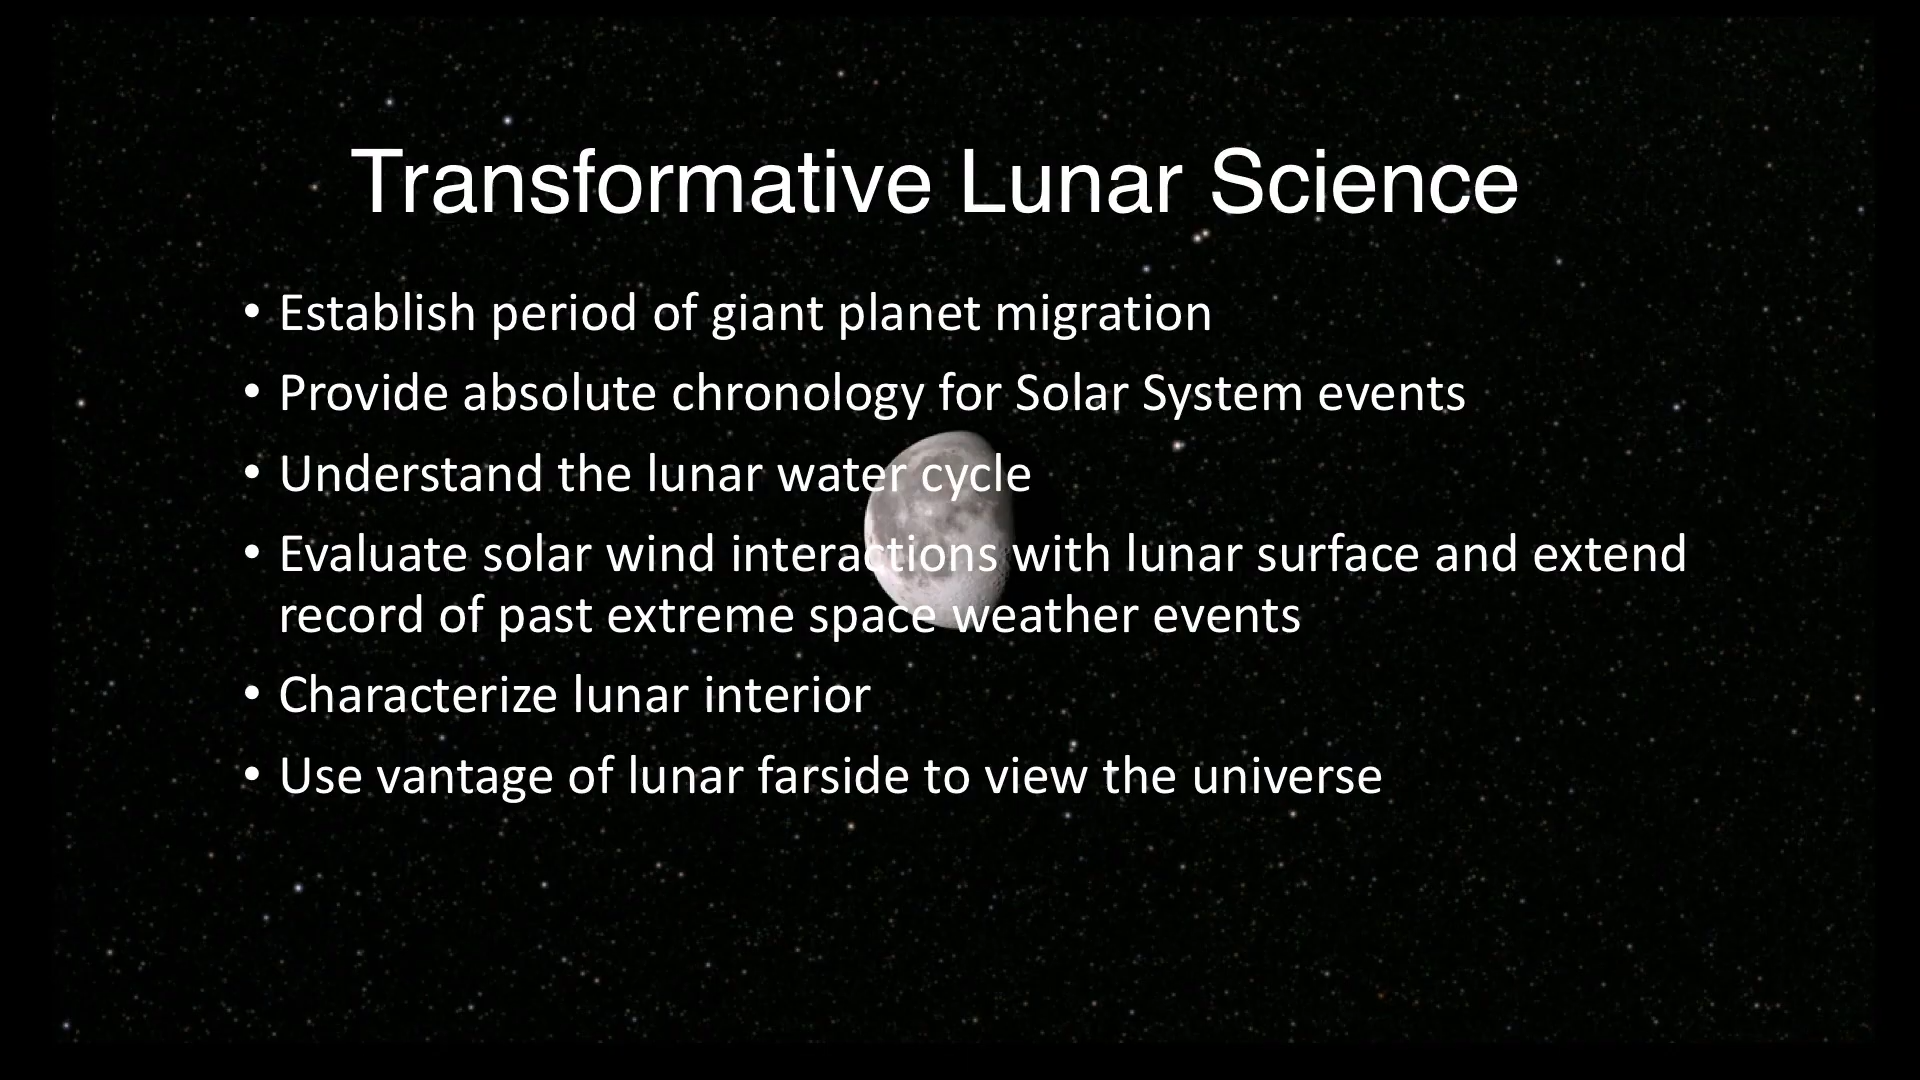 Transformative Lunar Science
• Establish period of giant planet migration
• Provide absolute chronology for Solar System events
• Understand the lunar water cycle
• Evaluate solar wind interactions with lunar surface and extend
record of past extreme space weather events
• Characterize lunar interior
• Use vantage of lunar farside to view the universe